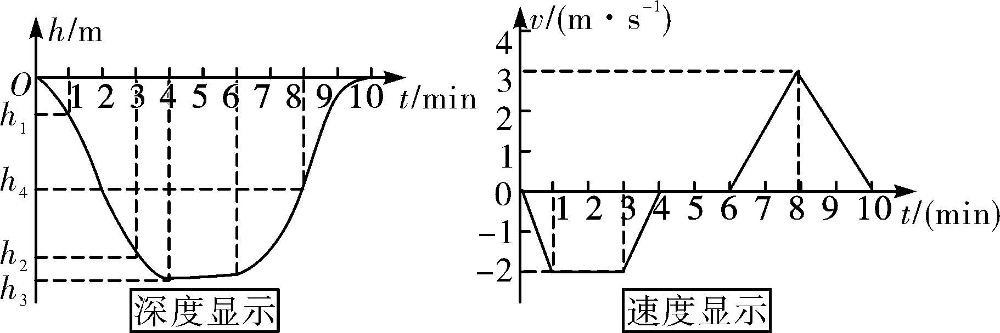 h/m
O 1 2 3 4 5 6 7 8 9 10 t/min
h₁
h₄
h₂
h₃
深度显示
v/(m·s⁻¹)
4
3
2
1
0
1 2 3 4 5 6 7 8 9 10 t/(min)
−1
−2
速度显示